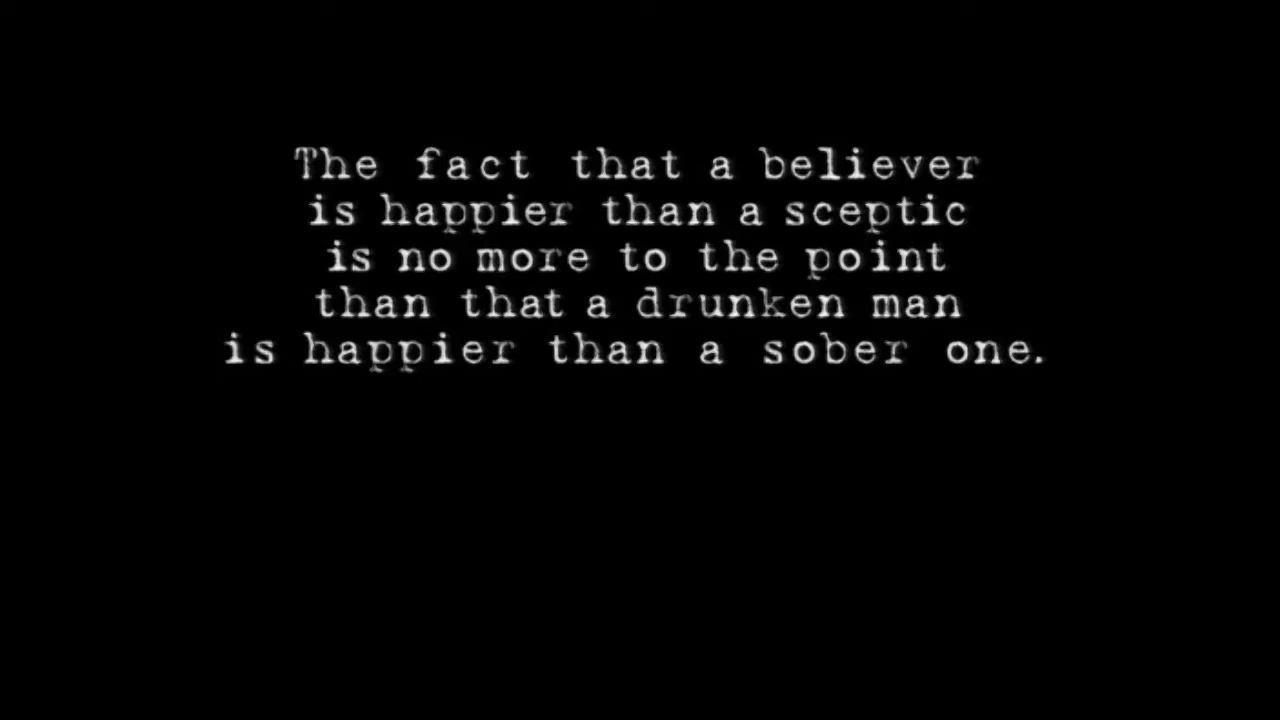 The fact that a believer
is happier than a sceptic
is no more to the point
than that a drunken man
is happier than a sober one.